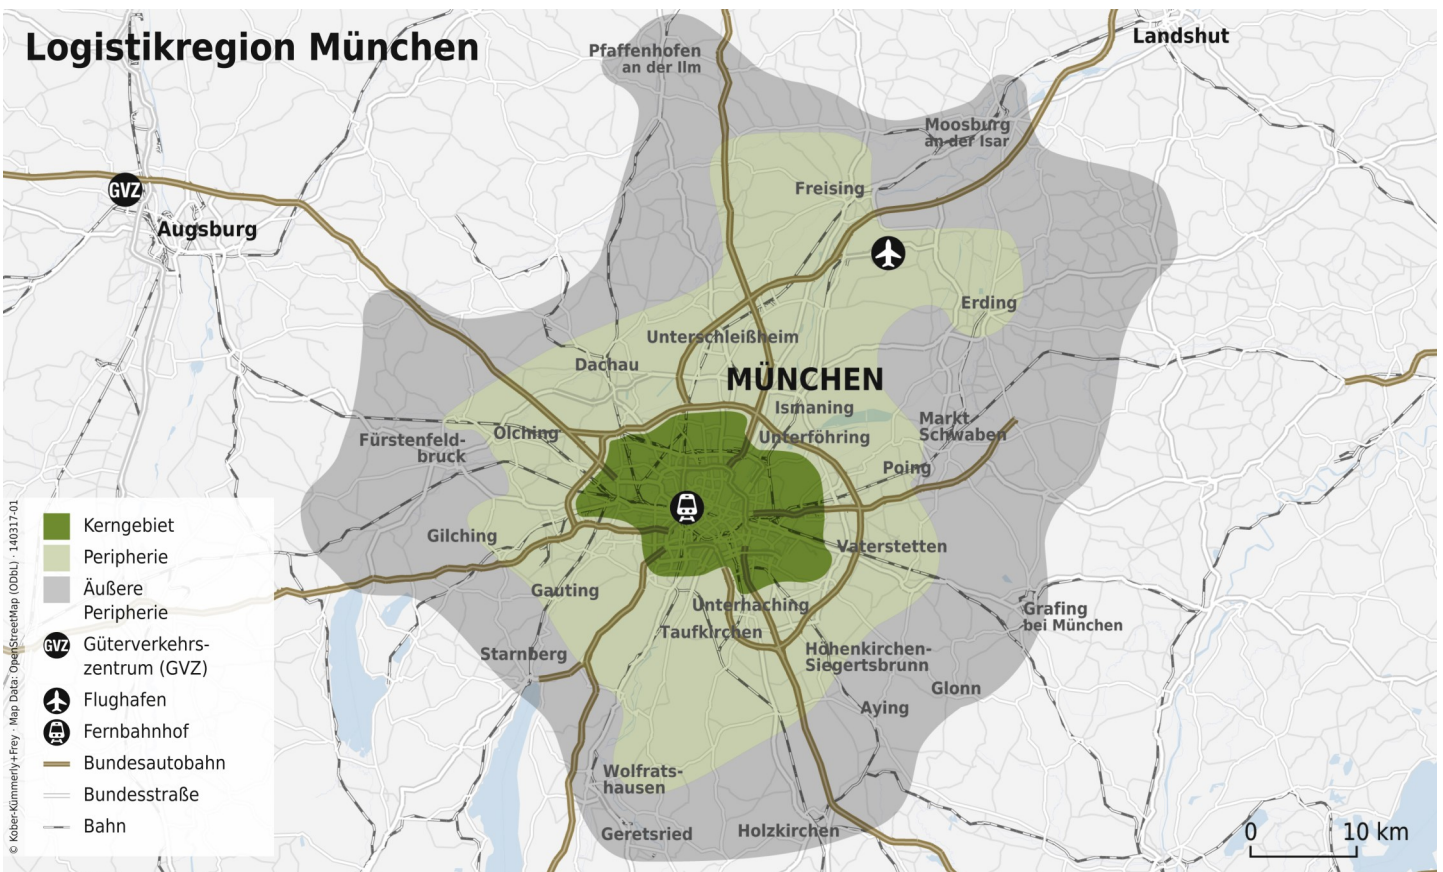 Logistikregion München
Landshut
Pfaffenhofen
an der Ilm
Moosburg
an der Isar
Freising
GVZ
Augsburg
Erding
Unterschleißheim
Dachau
MÜNCHEN
Ismaning
Markt
Schwaben
Olching
Unterföhring
Fürstenfeld-
bruck
Poing
Gilching
Vaterstetten
Gauting
Unterhaching
Grafing
bei München
Taufkirchen
Starnberg
Höhenkirchen-
Siegertsbrunn
Glonn
Aying
Wolfrats-
hausen
Geretsried
Holzkirchen
Kerngebiet
Peripherie
Äußere
Peripherie
GVZ
Güterverkehrs-
zentrum (GVZ)
Flughafen
Fernbahnhof
Bundesautobahn
Bundesstraße
Bahn
© Kober-Kümmerly+Frey · Map Data: OpenStreetMap (ODbL) · 140317-01
0 10 km